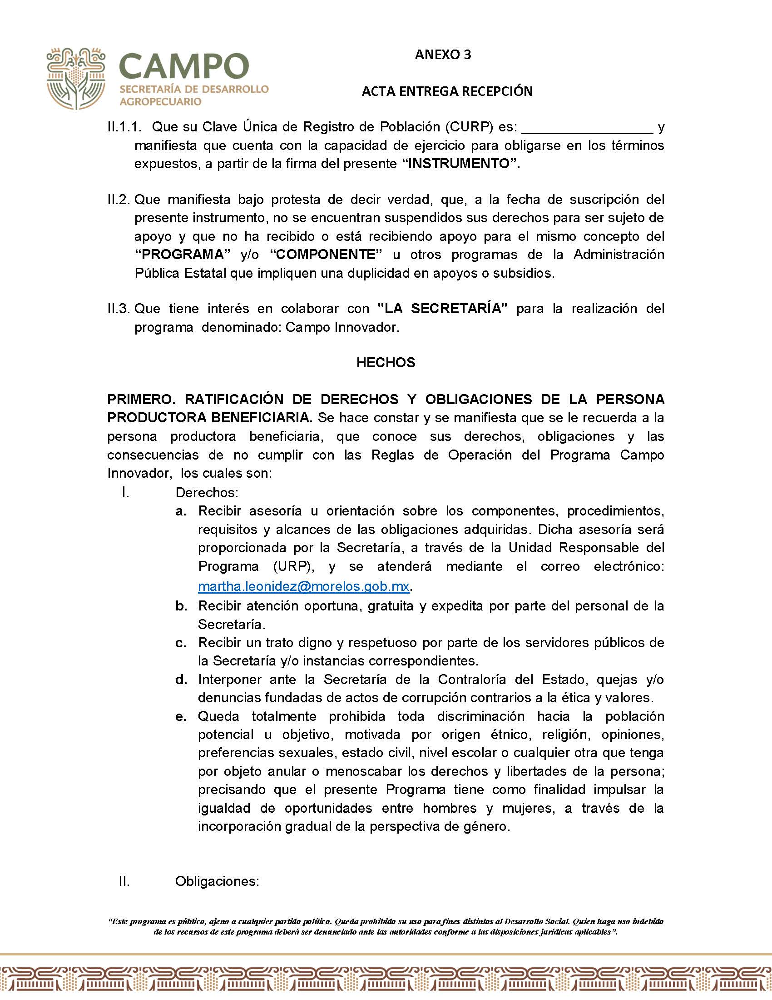 CAMPO
SECRETARÍA DE DESARROLLO
AGROPECUARIO
ANEXO 3
ACTA ENTREGA RECEPCIÓN
II.1.1. Que su Clave Única de Registro de Población (CURP) es: _________________ y
manifiesta que cuenta con la capacidad de ejercicio para obligarse en los términos
expuestos, a partir de la firma del presente “INSTRUMENTO”.
II.2. Que manifiesta bajo protesta de decir verdad, que, a la fecha de suscripción del
presente instrumento, no se encuentran suspendidos sus derechos para ser sujeto de
apoyo y que no ha recibido o está recibiendo apoyo para el mismo concepto del
“PROGRAMA” y/o “COMPONENTE” u otros programas de la Administración
Pública Estatal que impliquen una duplicidad en apoyos o subsidios.
II.3. Que tiene interés en colaborar con "LA SECRETARÍA" para la realización del
programa denominado: Campo Innovador.
HECHOS
PRIMERO. RATIFICACIÓN DE DERECHOS Y OBLIGACIONES DE LA PERSONA
PRODUCTORA BENEFICIARIA. Se hace constar y se manifiesta que se le recuerda a la
persona productora beneficiaria, que conoce sus derechos, obligaciones y las
consecuencias de no cumplir con las Reglas de Operación del Programa Campo
Innovador, los cuales son:
I. Derechos:
a. Recibir asesoría u orientación sobre los componentes, procedimientos,
requisitos y alcances de las obligaciones adquiridas. Dicha asesoría será
proporcionada por la Secretaría, a través de la Unidad Responsable del
Programa (URP), y se atenderá mediante el correo electrónico:
martha.leonidez@morelos.gob.mx.
b. Recibir atención oportuna, gratuita y expedita por parte del personal de la
Secretaría.
c. Recibir un trato digno y respetuoso por parte de los servidores públicos de
la Secretaría y/o instancias correspondientes.
d. Interponer ante la Secretaría de la Contraloría del Estado, quejas y/o
denuncias fundadas de actos de corrupción contrarios a la ética y valores.
e. Queda totalmente prohibida toda discriminación hacia la población
potencial u objetivo, motivada por origen étnico, religión, opiniones,
preferencias sexuales, estado civil, nivel escolar o cualquier otra que tenga
por objeto anular o menoscabar los derechos y libertades de la persona;
precisando que el presente Programa tiene como finalidad impulsar la
igualdad de oportunidades entre hombres y mujeres, a través de la
incorporación gradual de la perspectiva de género.
II. Obligaciones:
“Este programa es público, ajeno a cualquier partido político. Queda prohibido su uso para fines distintos al Desarrollo Social. Quien haga uso indebido
de los recursos de este programa deberá ser denunciado ante las autoridades conforme a las disposiciones jurídicas aplicables”.